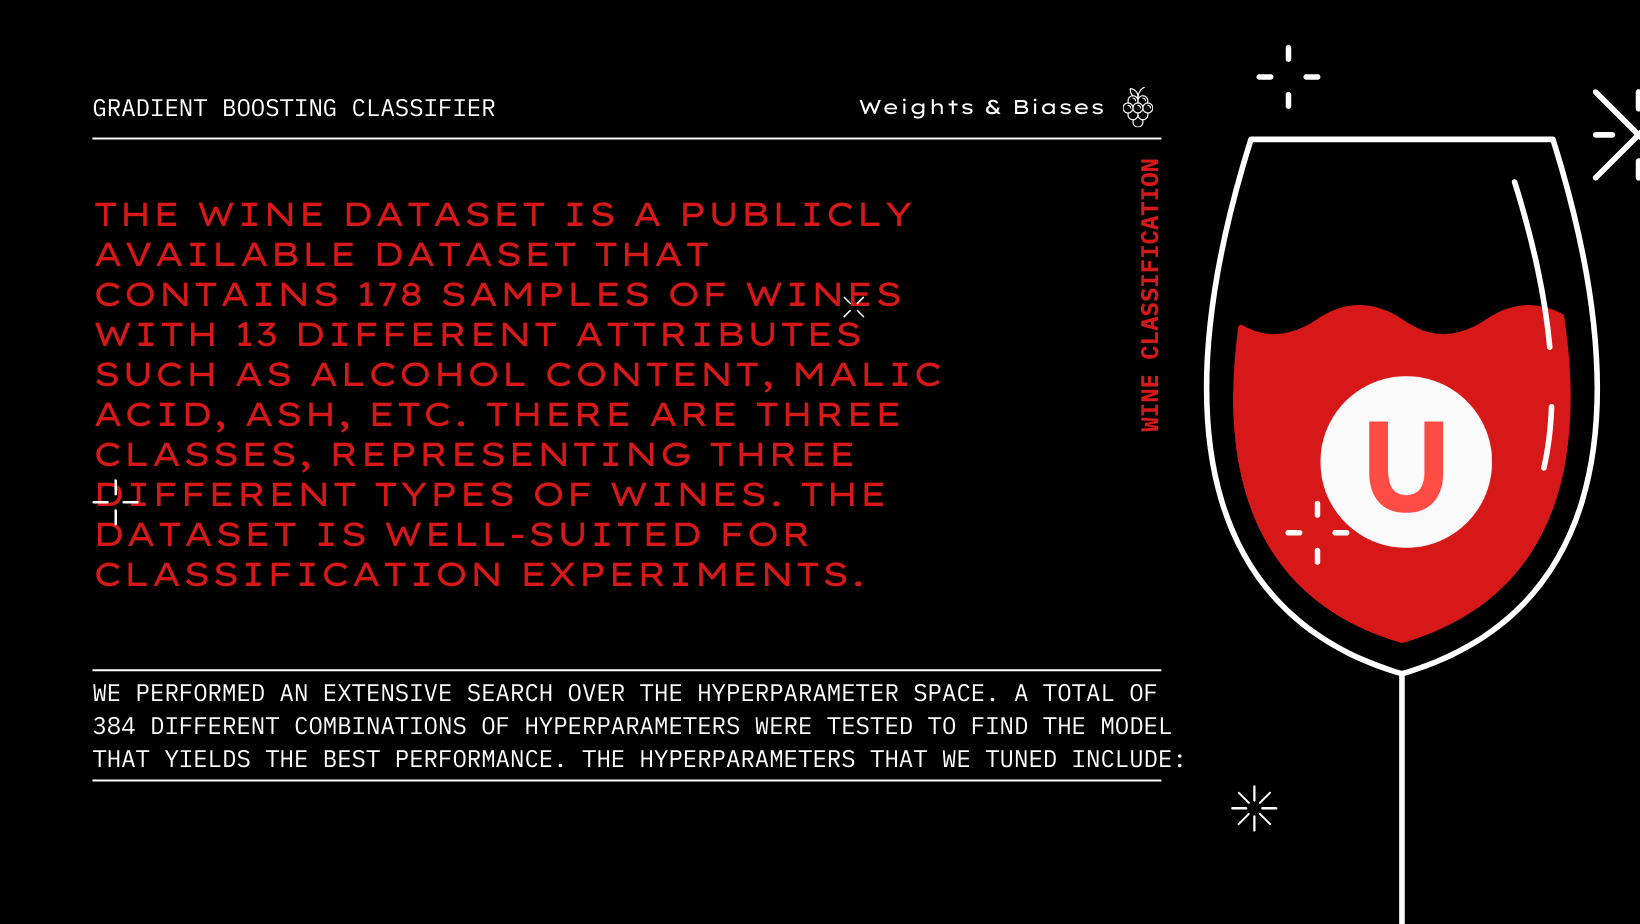 GRADIENT BOOSTING CLASSIFIER
Weights & Biases
WINE CLASSIFICATION
THE WINE DATASET IS A PUBLICLY
AVAILABLE DATASET THAT
CONTAINS 178 SAMPLES OF WINES
WITH 13 DIFFERENT ATTRIBUTES
SUCH AS ALCOHOL CONTENT, MALIC
ACID, ASH, ETC. THERE ARE THREE
CLASSES, REPRESENTING THREE
DIFFERENT TYPES OF WINES. THE
DATASET IS WELL-SUITED FOR
CLASSIFICATION EXPERIMENTS.
U
WE PERFORMED AN EXTENSIVE SEARCH OVER THE HYPERPARAMETER SPACE. A TOTAL OF
384 DIFFERENT COMBINATIONS OF HYPERPARAMETERS WERE TESTED TO FIND THE MODEL
THAT YIELDS THE BEST PERFORMANCE. THE HYPERPARAMETERS THAT WE TUNED INCLUDE: